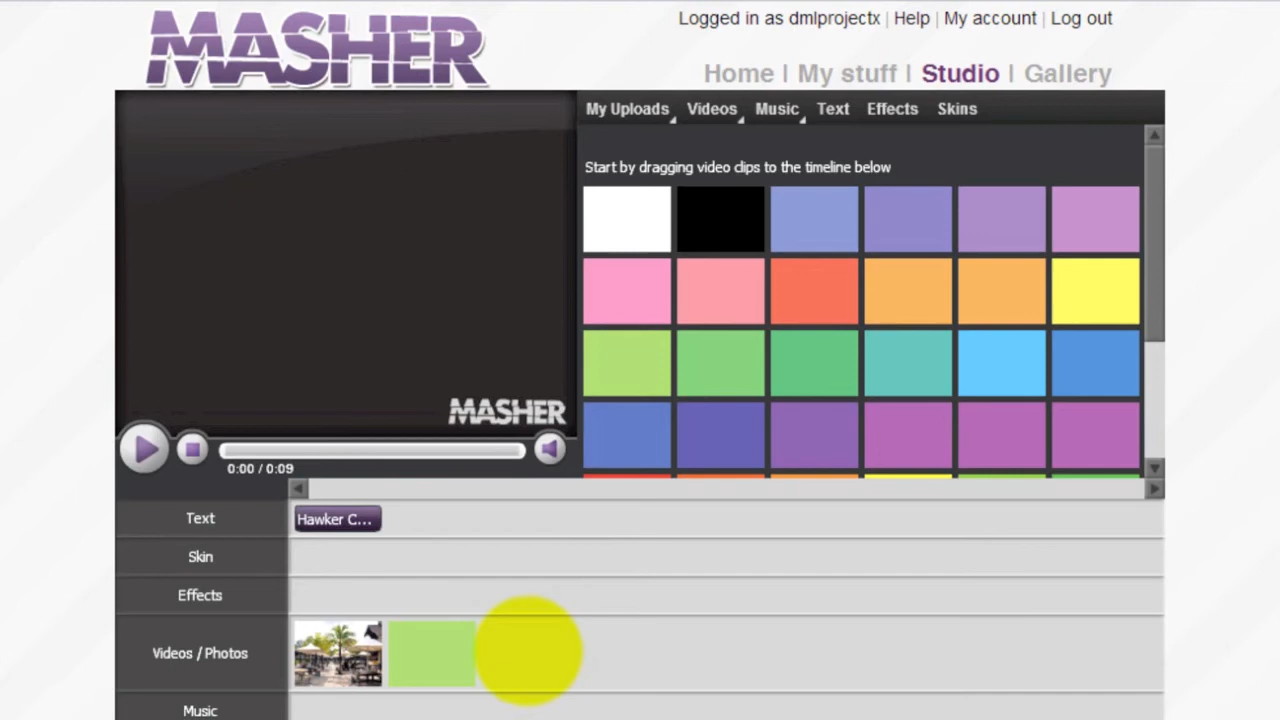 MASHER
Logged in as dmlprojectx | Help | My account | Log out
Home | My stuff | Studio | Gallery
My Uploads Videos Music Text Effects Skins
Start by dragging video clips to the timeline below
MASHER
0:00 / 0:09
Text
Hawker C...
Skin
Effects
Videos / Photos
Music